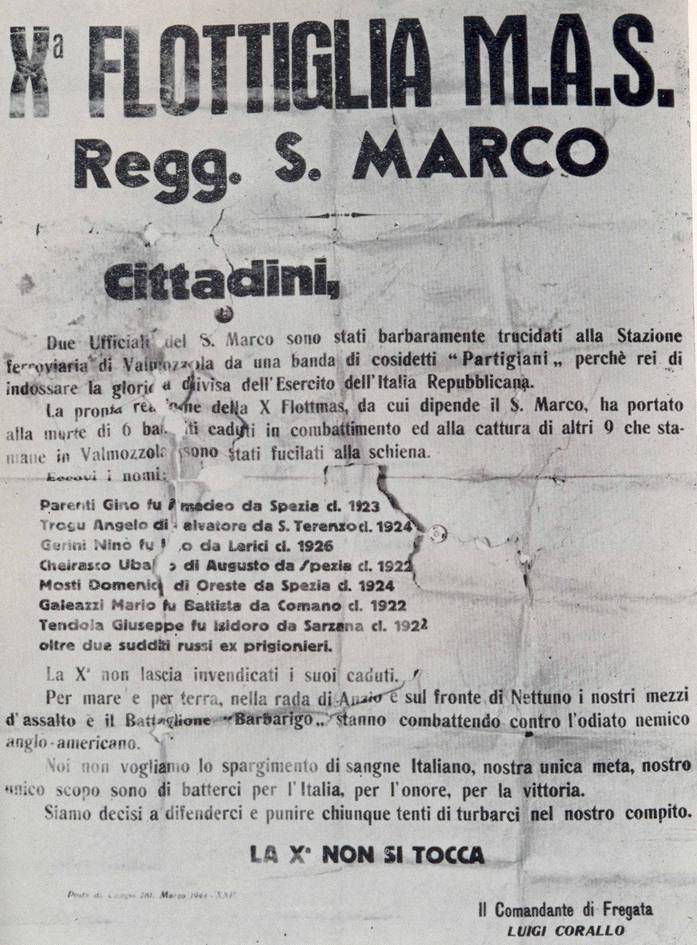 Xª FLOTTIGLIA M.A.S.
Regg. S. MARCO
Cittadini,
Due Ufficiali del S. Marco sono stati barbaramente trucidati alla Stazione
ferroviaria di Valmozzola da una banda di cosidetti “Partigiani„ perchè rei di
indossare la divisa dell'Esercito dell'Italia Repubblicana.
La pronta della X Flottmas, da cui dipende il S. Marco, ha portato
alla morte di 6 caduti in combattimento ed alla cattura di altri 9 che sta-
mane in Valmozzola sono stati fucilati alla schiena.
i nomi:
Parenti Gino fu Amedeo da Spezia cl. 1923
Trogu Angelo di Salvatore da S. Terenzo cl. 1924
Gerini Nino fu da Lerici cl. 1926
Cheirasco di Augusto da Spezia cl. 1922
Mosti Domenico di Oreste da Spezia cl. 1924
Galeazzi Mario fu Battista da Comano cl. 1922
Tendola Giuseppe fu Isidoro da Sarzana cl. 1922
oltre due sudditi russi ex prigionieri.
La Xª non lascia invendicati i suoi caduti.
Per mare e per terra, nella rada di Anzio e sul fronte di Nettuno i nostri mezzi
d'assalto e il Battaglione “Barbarigo„ stanno combattendo contro l'odiato nemico
anglo-americano.
Noi non vogliamo lo spargimento di sangue Italiano, nostra unica meta, nostro
unico scopo sono di batterci per l'Italia, per l'onore, per la vittoria.
Siamo decisi a difenderci e punire chiunque tenti di turbarci nel nostro compito.
LA Xª NON SI TOCCA
Marzo 1944
Il Comandante di Fregata
LUIGI CORALLO